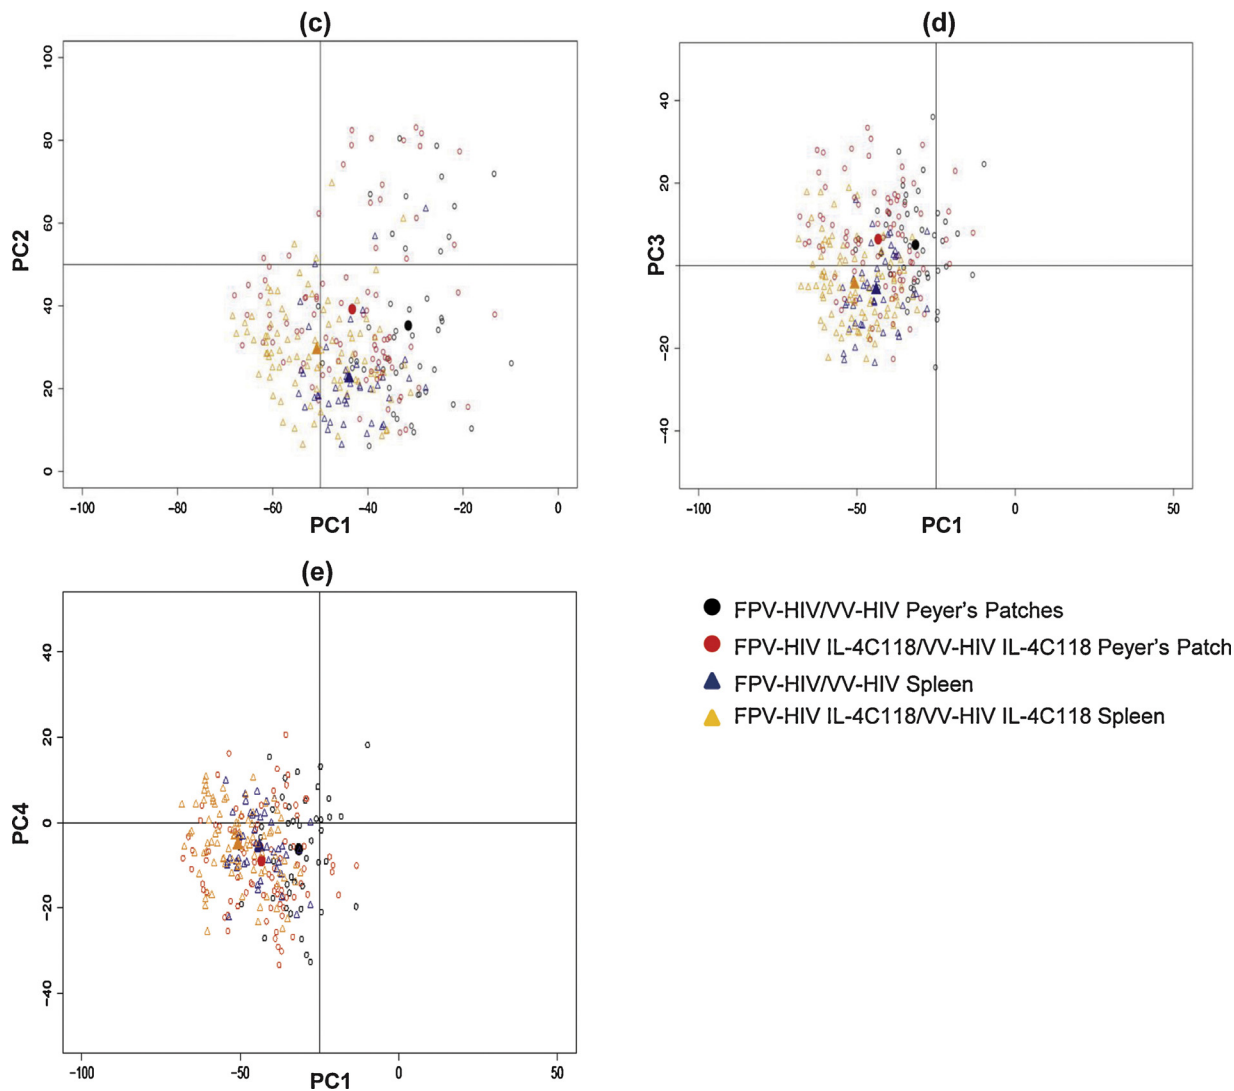 (c)
100
80
60
40
20
0
PC2
-100
-80
-60
-40
-20
0
PC1
(d)
40
20
0
-20
-40
PC3
-100
-50
0
50
PC1
(e)
40
20
0
-20
-40
PC4
-100
-50
0
50
PC1
FPV-HIV/VV-HIV Peyer's Patches
FPV-HIV IL-4C118/VV-HIV IL-4C118 Peyer's Patch
FPV-HIV/VV-HIV Spleen
FPV-HIV IL-4C118/VV-HIV IL-4C118 Spleen